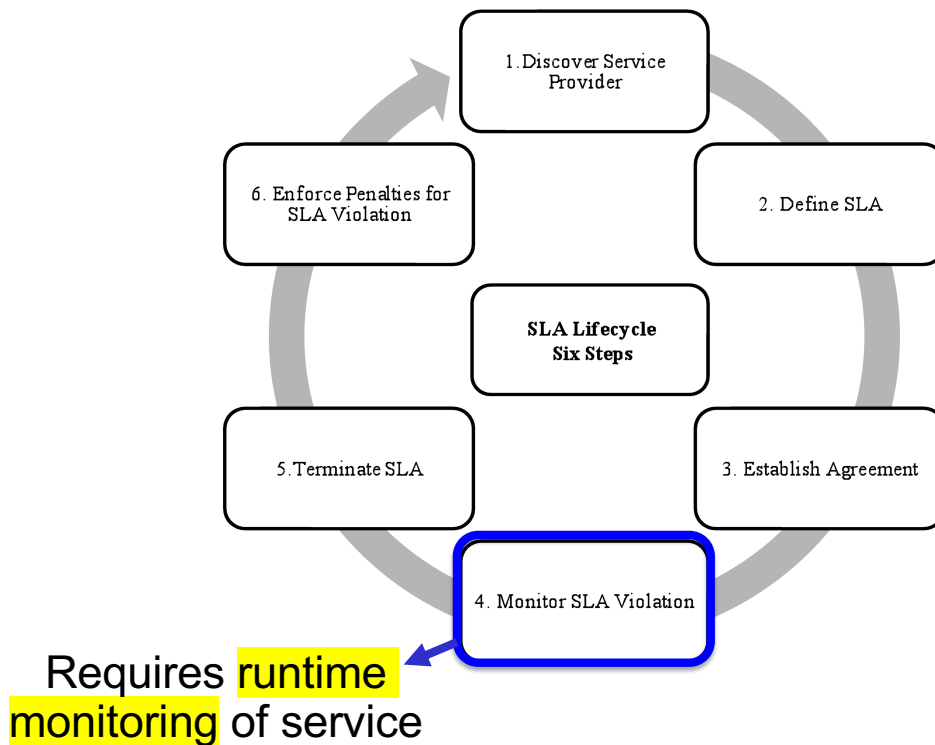 1.Discover Service
Provider
2. Define SLA
3. Establish Agreement
4. Monitor SLA Violation
5.Terminate SLA
6. Enforce Penalties for
SLA Violation
SLA Lifecycle
Six Steps
Requires runtime
monitoring of service